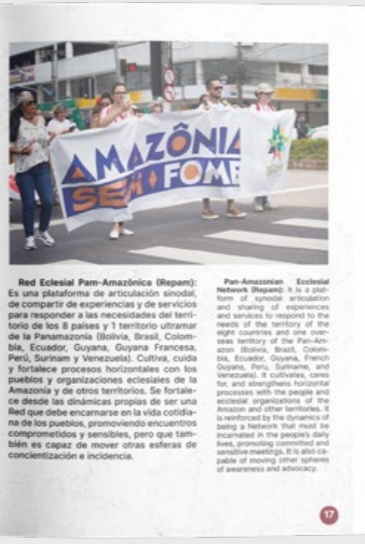 AMAZÔNIA
SEM FOME
Red Eclesial Pam-Amazônica (Repam):
Es una plataforma de articulación sinodal,
de compartir de experiencias y de servicios
para responder a las necesidades del terri-
torio de los 8 países y 1 territorio ultramar
de la Panamazonia (Bolivia, Brasil, Colom-
bia, Ecuador, Guyana, Guyana Francesa,
Perú, Surinam y Venezuela). Cultiva, cuida
y fortalece procesos horizontales con los
pueblos y organizaciones eclesiales de la
Amazonía y de otros territorios. Se fortale-
ce desde las dinámicas propias de ser una
Red que debe encarnarse en la vida cotidia-
na de los pueblos, promoviendo encuentros
comprometidos y sensibles, pero que tam-
bién es capaz de mover otras esferas de
concientización e incidencia.
Pan-Amazonian Ecclesial
Network (Repam): It is a plat-
form of synodal articulation
and sharing of experiences
and services to respond to the
needs of the territory of the
eight countries and one over-
seas territory of the Pan-Am-
azon (Bolivia, Brazil, Colom-
bia, Ecuador, Guyana, French
Guyana, Peru, Suriname, and
Venezuela). It cultivates, cares
for, and strengthens horizontal
processes with the people and
ecclesial organizations of the
Amazon and other territories. It
is reinforced by the dynamics of
being a Network that must be
incarnated in the people's daily
lives, promoting committed and
sensitive meetings. It is also ca-
pable of moving other spheres
of awareness and advocacy.
17